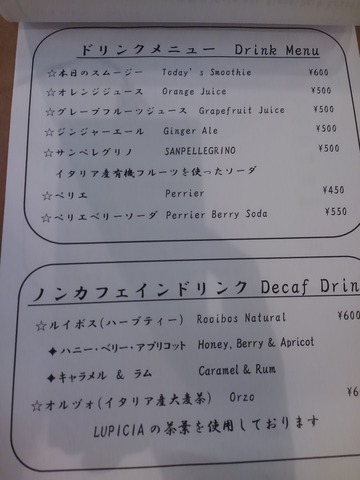 ドリンクメニュー Drink Menu
☆本日のスムージー Today's Smoothie ¥600
☆オレンジジュース Orange Juice ¥500
☆グレープフルーツジュース Grapefruit Juice ¥500
☆ジンジャーエール Ginger Ale ¥500
☆サンペレグリノ SANPELLEGRINO ¥500
イタリア産有機フルーツを使ったソーダ
☆ペリエ Perrier ¥450
☆ペリエベリーソーダ Perrier Berry Soda ¥550
ノンカフェインドリンク Decaf Drin
☆ルイボス(ハーブティー) Rooibos Natural ¥600
✦ハニー・ベリー・アプリコット Honey, Berry & Apricot
✦キャラメル & ラム Caramel & Rum
☆オルヅォ(イタリア産大麦茶) Orzo
LUPICIAの茶葉を使用しております